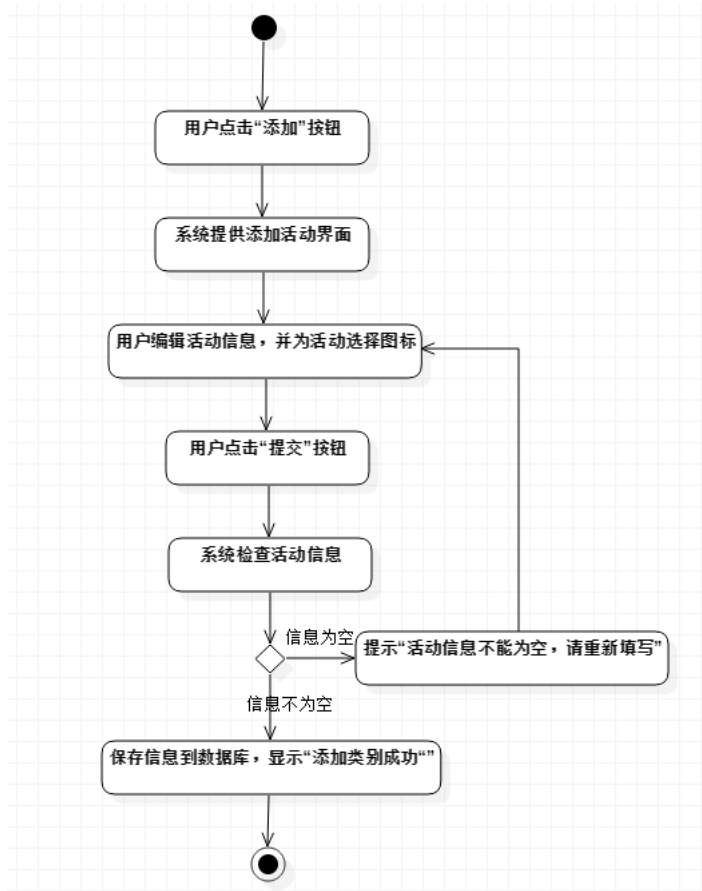 用户点击“添加”按钮
系统提供添加活动界面
用户编辑活动信息，并为活动选择图标
用户点击“提交”按钮
系统检查活动信息
信息为空
提示“活动信息不能为空，请重新填写”
信息不为空
保存信息到数据库，显示“添加类别成功“”